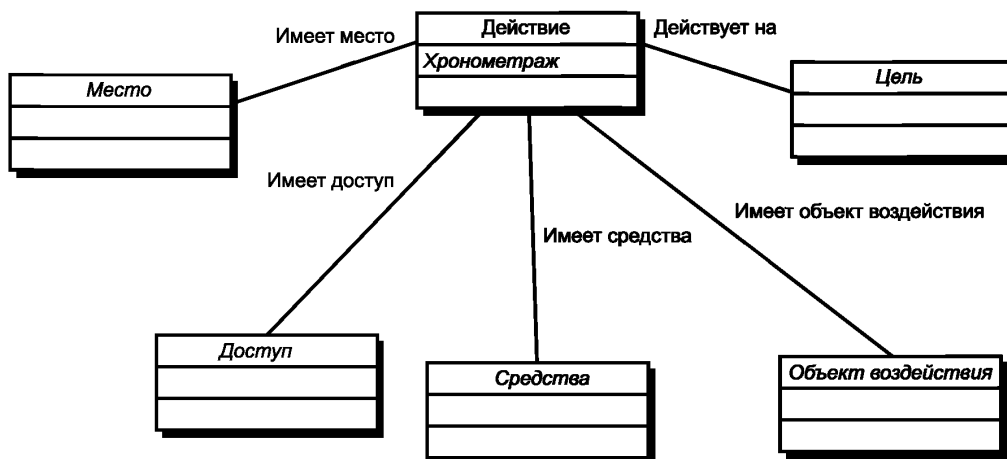 Имеет место
Действие
Действует на
Хронометраж
Место
Цель
Имеет доступ
Имеет объект воздействия
Имеет средства
Доступ
Средства
Объект воздействия